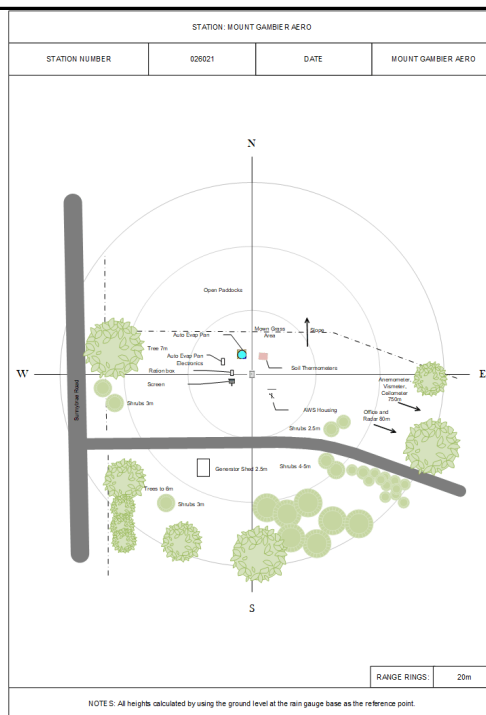 STATION: MOUNT GAMBIER AERO
STATION NUMBER
026021
DATE
MOUNT GAMBIER AERO
N
Open Paddocks
Mown Grass
Area
Slope
Auto Evap Pan
Tree 7m
Auto Evap Pan
Electronics
Soil Thermometers
Ration box
W
E
Screen
Anemometer,
Viameter,
Ceilometer
750m
Sunnybrae Road
Shrubs 3m
AWS Housing
Office and
Radar 60m
Shrubs 2.5m
Generator Shed 2.5m
Shrubs 4-5m
Trees to 6m
Shrubs 3m
S
RANGE RINGS:
20m
NOTES: All heights calculated by using the ground level at the rain gauge base as the reference point.